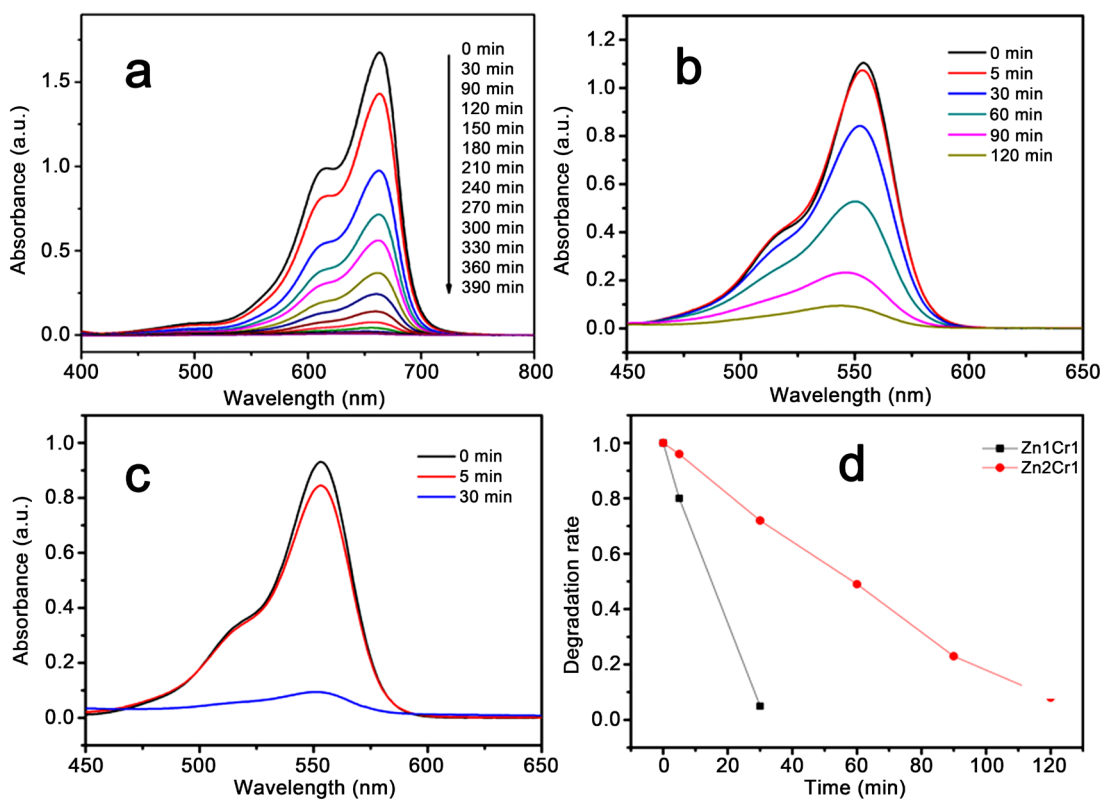 a
0 min
30 min
90 min
120 min
150 min
180 min
210 min
240 min
270 min
300 min
330 min
360 min
390 min
1.5
1.0
0.5
0.0
Absorbance (a.u.)
400 500 600 700 800
Wavelength (nm)
b
0 min
5 min
30 min
60 min
90 min
120 min
1.2
1.0
0.8
0.6
0.4
0.2
0.0
Absorbance (a.u.)
450 500 550 600 650
Wavelength (nm)
c
0 min
5 min
30 min
1.0
0.8
0.6
0.4
0.2
0.0
Absorbance (a.u.)
450 500 550 600 650
Wavelength (nm)
d
Zn1Cr1
Zn2Cr1
1.0
0.8
0.6
0.4
0.2
0.0
Degradation rate
0 20 40 60 80 100 120
Time (min)